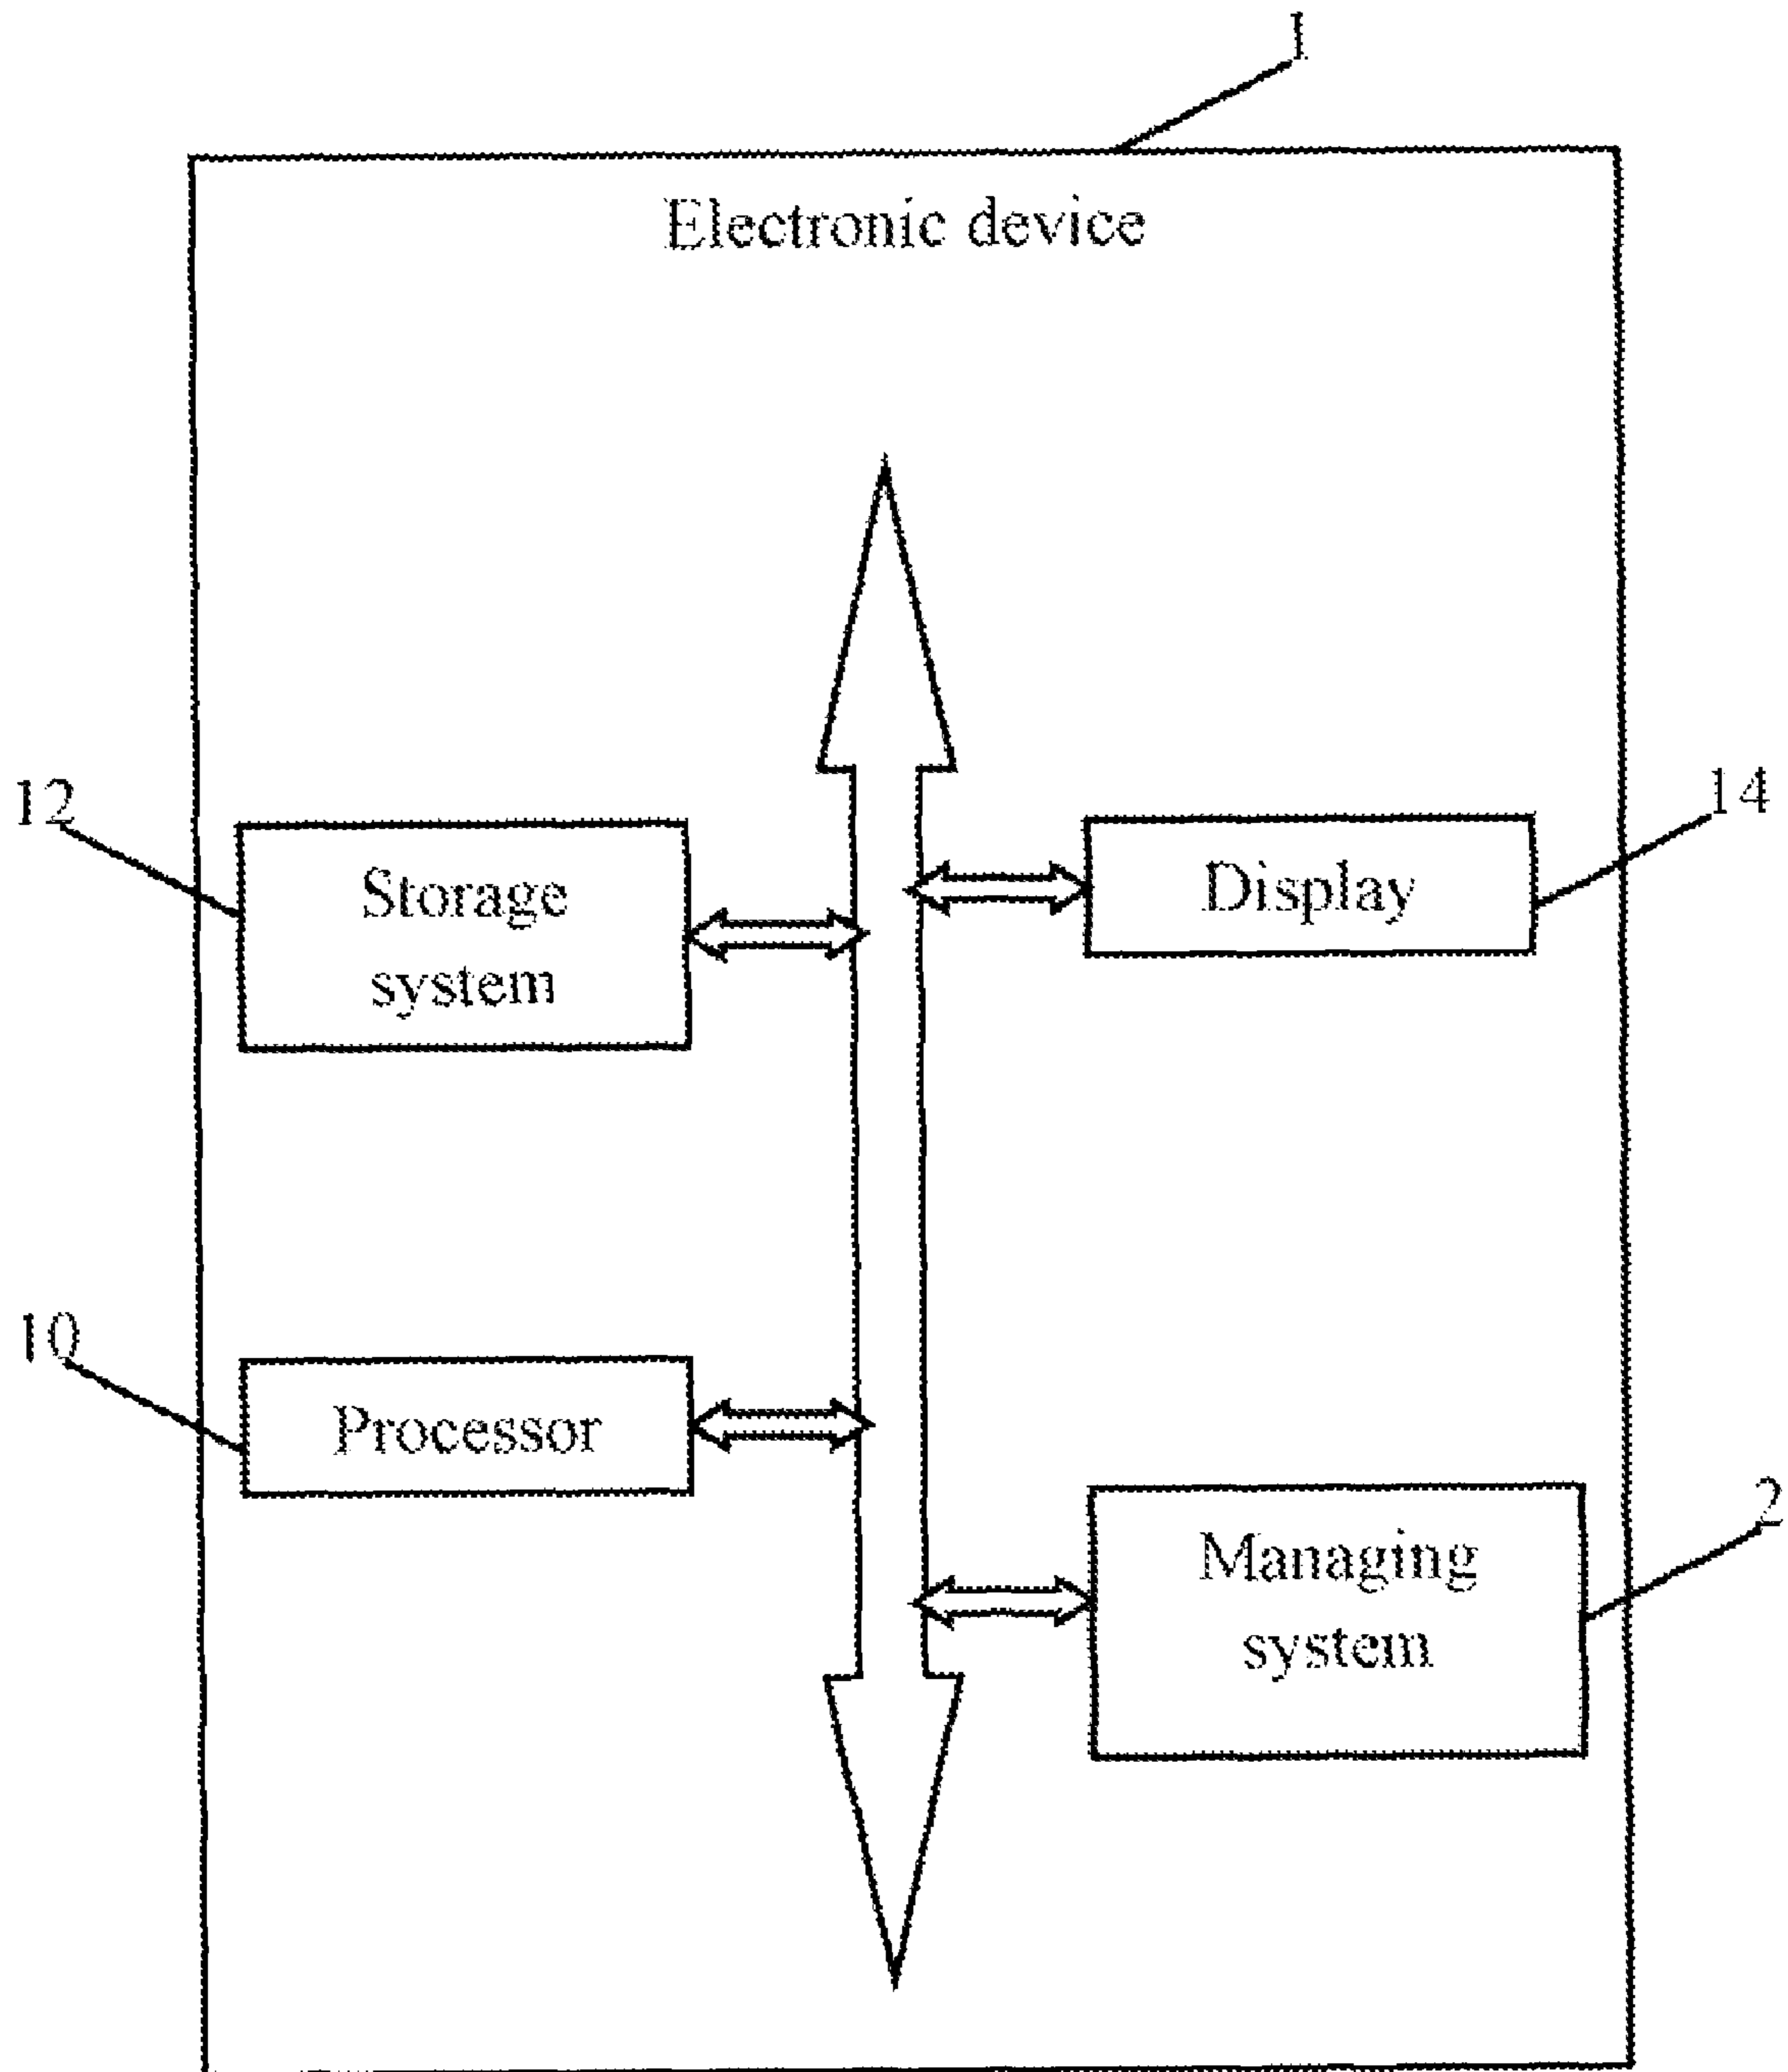 1
Electronic device
12
14
Storage
system
Display
10
Processor
2
Managing
system